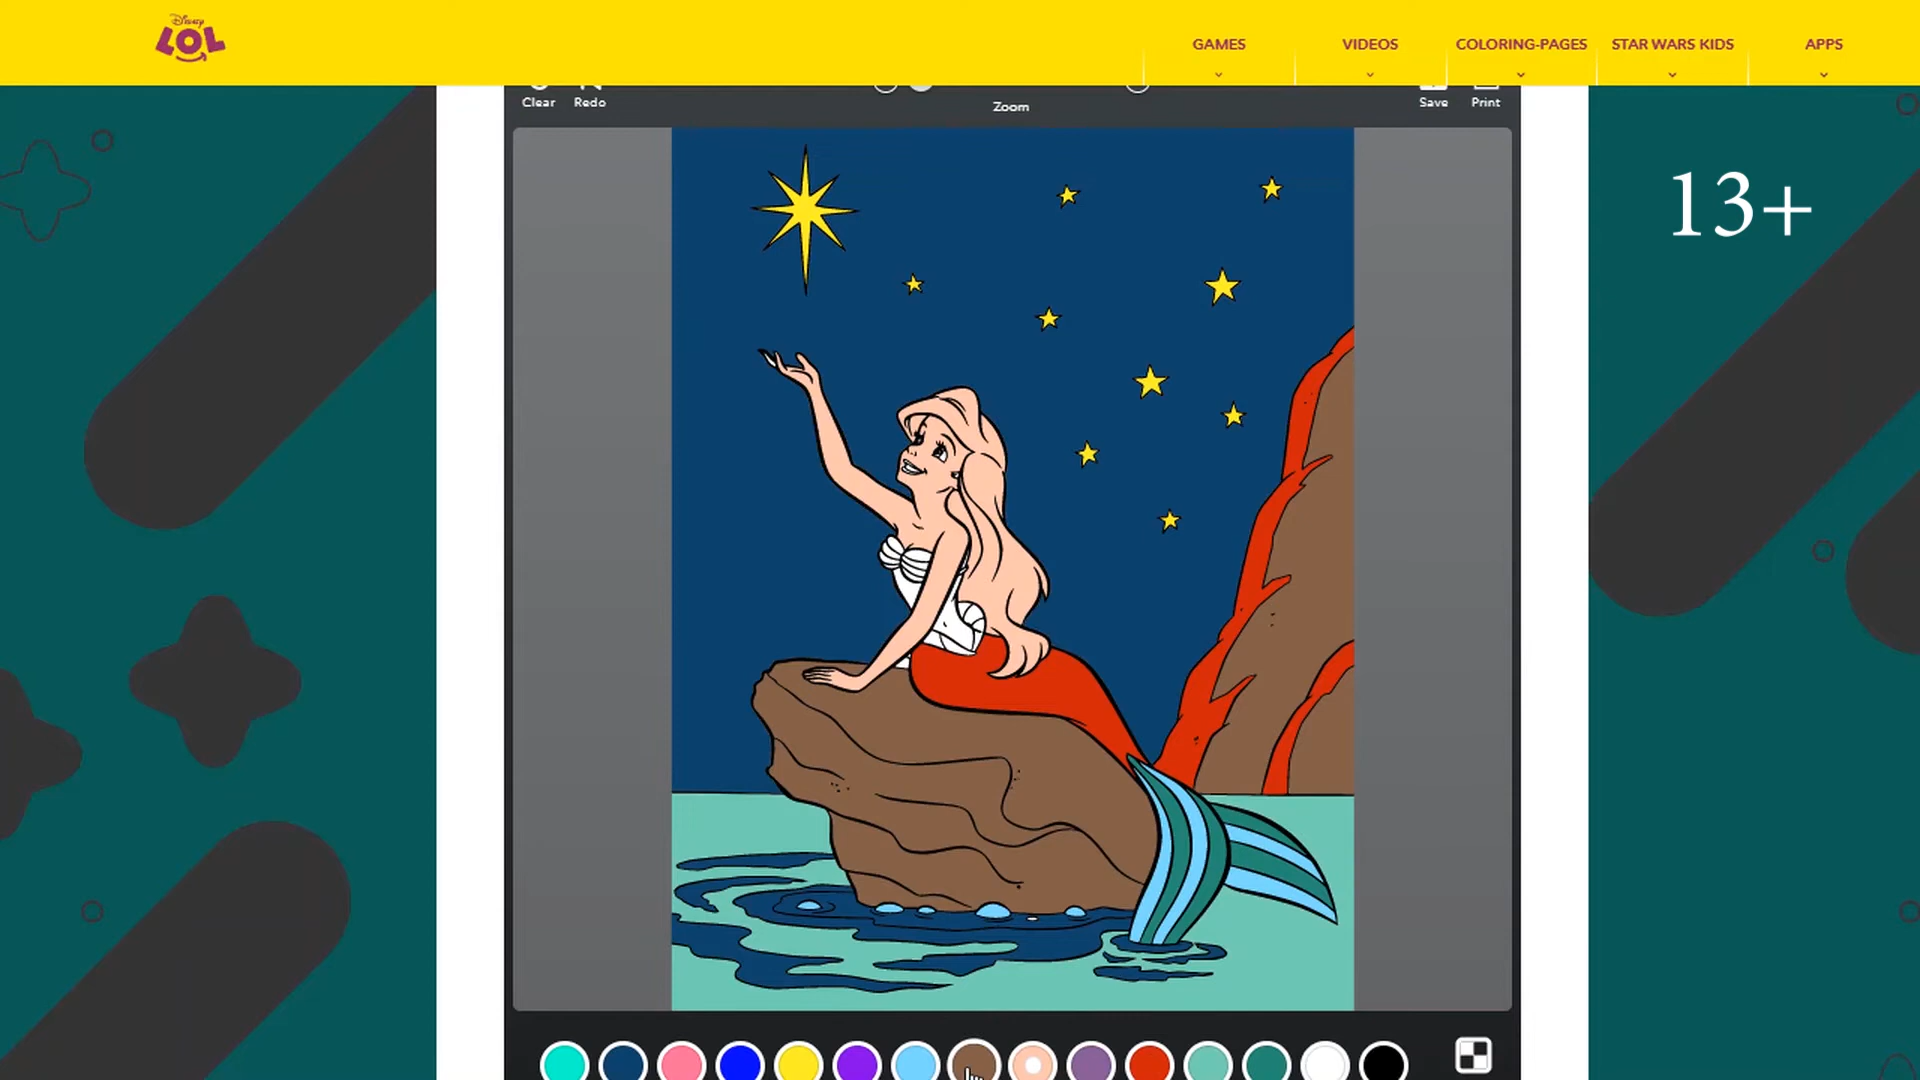 Disney
LOL
GAMES
VIDEOS
COLORING-PAGES
STAR WARS KIDS
APPS
Clear
Redo
Zoom
Save
Print
13+